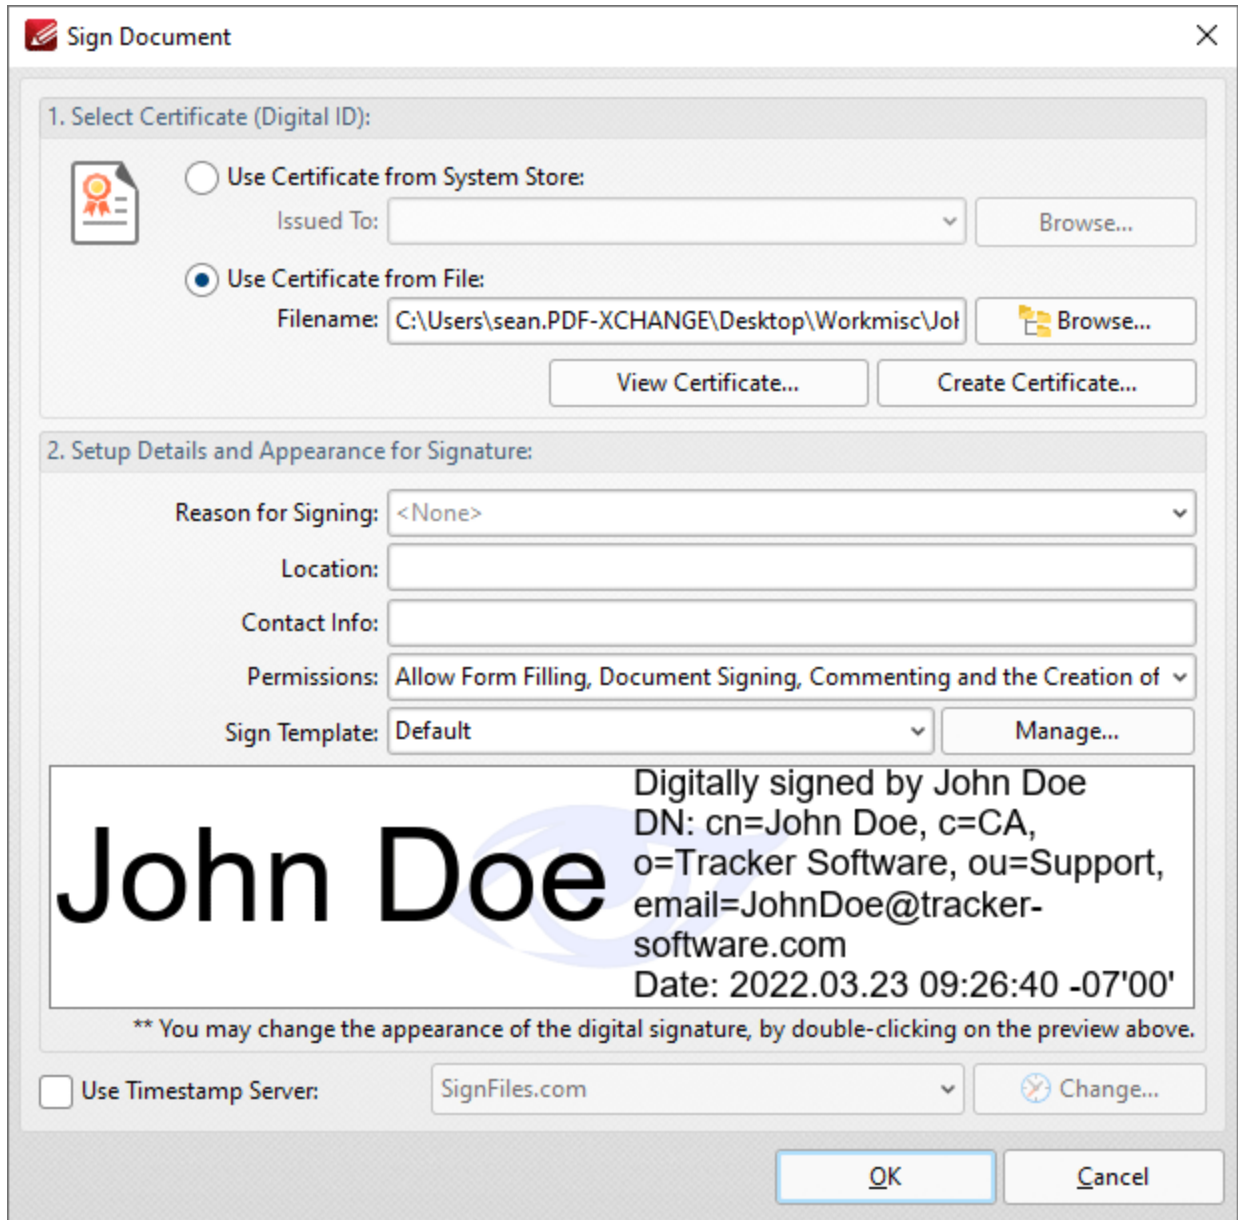 Sign Document
1. Select Certificate (Digital ID):
Use Certificate from System Store:
Issued To:
Browse...
Use Certificate from File:
Filename: C:\Users\sean.PDF-XCHANGE\Desktop\Workmisc\Joh Browse...
View Certificate... Create Certificate...
2. Setup Details and Appearance for Signature:
Reason for Signing: <None>
Location:
Contact Info:
Permissions: Allow Form Filling, Document Signing, Commenting and the Creation of
Sign Template: Default Manage...
John Doe
Digitally signed by John Doe
DN: cn=John Doe, c=CA,
o=Tracker Software, ou=Support,
email=JohnDoe@tracker-
software.com
Date: 2022.03.23 09:26:40 -07'00'
** You may change the appearance of the digital signature, by double-clicking on the preview above.
Use Timestamp Server: SignFiles.com Change...
OK Cancel